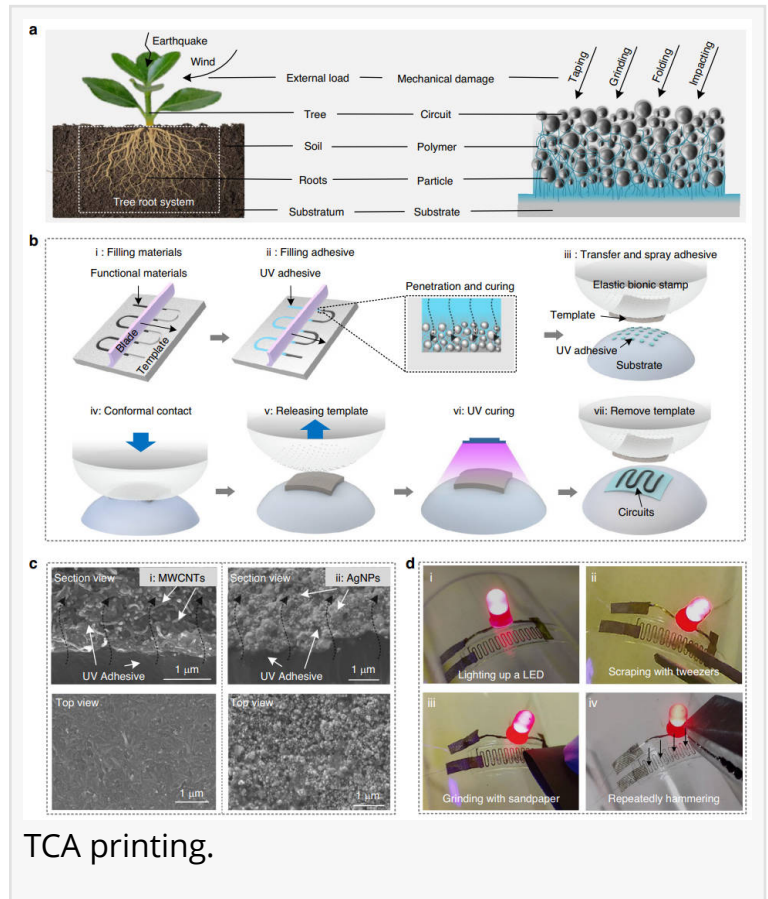 a
Earthquake
Wind
External load
Mechanical damage
Taping
Grinding
Folding
Impacting
Tree
Circuit
Soil
Polymer
Roots
Particle
Tree root system
Substratum
Substrate
b
i : Filling materials
Functional materials
Blade
Template
ii : Filling adhesive
UV adhesive
Penetration and curing
iii : Transfer and spray adhesive
Elastic bionic stamp
Template
UV adhesive
Substrate
iv: Conformal contact
v: Releasing template
vi: UV curing
vii: Remove template
Circuits
c
Section view
i: MWCNTs
UV Adhesive
1 μm
Section view
ii: AgNPs
UV Adhesive
1 μm
Top view
1 μm
Top view
1 μm
d
i
Lighting up a LED
ii
Scraping with tweezers
iii
Grinding with sandpaper
iv
Repeatedly hammering
TCA printing.